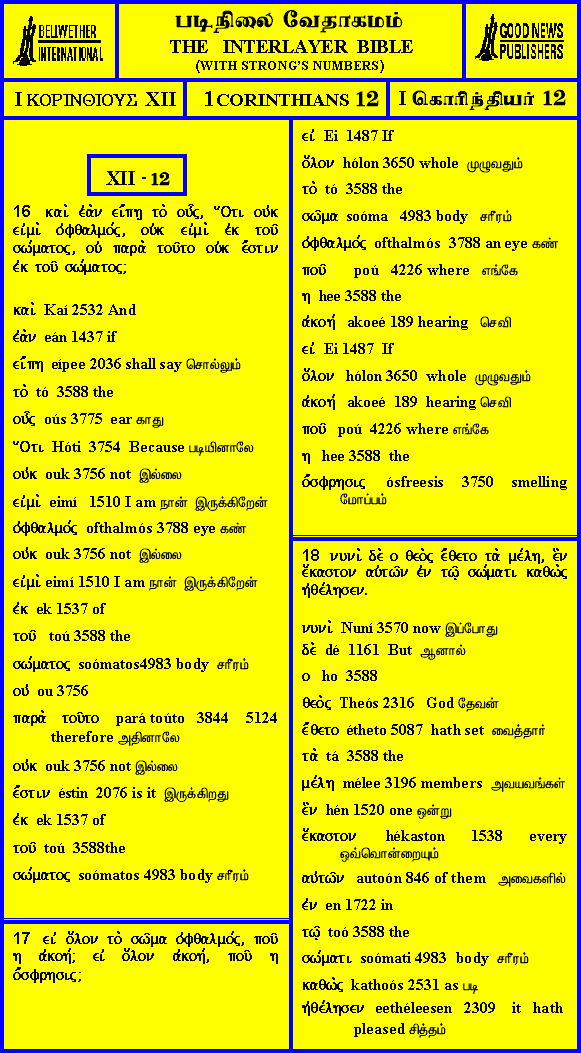 BELLWETHER
INTERNATIONAL
படிநிலை வேதாகமம்
THE INTERLAYER BIBLE
(WITH STRONG'S NUMBERS)
GOOD NEWS
PUBLISHERS
I ΚΟΡΙΝΘΙΟΥΣ XII
1 CORINTHIANS 12
I கொரிந்தியர் 12
XII - 12
16 καὶ ἐὰν εἴπῃ τὸ οὖς, Ὅτι οὐκ
εἰμὶ ὀφθαλμός, οὐκ εἰμὶ ἐκ τοῦ
σώματος, οὐ παρὰ τοῦτο οὐκ ἔστιν
ἐκ τοῦ σώματος;
καὶ Kaí 2532 And
ἐὰν eán 1437 if
εἴπῃ eípee 2036 shall say சொல்லும்
τὸ tó 3588 the
οὖς oús 3775 ear காது
Ὅτι Hóti 3754 Because படியினாலே
οὐκ ouk 3756 not இல்லை
εἰμὶ eimí 1510 I am நான் இருக்கிறேன்
ὀφθαλμός ofthalmós 3788 eye கண்
οὐκ ouk 3756 not இல்லை
εἰμὶ eimí 1510 I am நான் இருக்கிறேன்
ἐκ ek 1537 of
τοῦ toú 3588 the
σώματος soómatos4983 body சரீரம்
οὐ ou 3756
παρὰ τοῦτο pará toúto 3844 5124
therefore அதினாலே
οὐκ ouk 3756 not இல்லை
ἔστιν éstin 2076 is it இருக்கிறது
ἐκ ek 1537 of
τοῦ toú 3588the
σώματος soómatos 4983 body சரீரம்
17 εἰ ὅλον τὸ σῶμα ὀφθαλμός, ποῦ
η ἀκοή; εἰ ὅλον ἀκοή, ποῦ η
ὄσφρησις;
εἰ Ei 1487 If
ὅλον hólon 3650 whole முழுவதும்
τὸ tó 3588 the
σῶμα soóma 4983 body சரீரம்
ὀφθαλμός ofthalmós 3788 an eye கண்
ποῦ poú 4226 where எங்கே
η hee 3588 the
ἀκοή akoeé 189 hearing செவி
εἰ Ei 1487 If
ὅλον hólon 3650 whole முழுவதும்
ἀκοή akoeé 189 hearing செவி
ποῦ poú 4226 where எங்கே
η hee 3588 the
ὄσφρησις ósfreesis 3750 smelling
மோப்பம்
18 νυνὶ δὲ ο θεὸς ἔθετο τὰ μέλη, ἓν
ἕκαστον αὐτῶν ἐν τῷ σώματι καθὼς
ἠθέλησεν.
νυνὶ Nuní 3570 now இப்போது
δὲ dé 1161 But ஆனால்
ο ho 3588
θεὸς Theós 2316 God தேவன்
ἔθετο étheto 5087 hath set வைத்தார்
τὰ tá 3588 the
μέλη mélee 3196 members அவயவங்கள்
ἓν hén 1520 one ஒன்று
ἕκαστον hékaston 1538 every
ஒவ்வொன்றையும்
αὐτῶν autoón 846 of them அவைகளில்
ἐν en 1722 in
τῷ toó 3588 the
σώματι soómati 4983 body சரீரம்
καθὼς kathoós 2531 as படி
ἠθέλησεν eethéleesen 2309 it hath
pleased சித்தம்